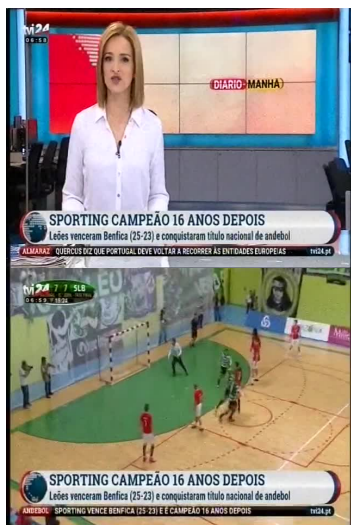 tvi24
06:58
DIÁRIO DA MANHÃ
SPORTING CAMPEÃO 16 ANOS DEPOIS
Leões venceram Benfica (25-23) e conquistaram título nacional de andebol
ALMARAZ QUERCUS DIZ QUE PORTUGAL DEVE VOLTAR A RECORRER ÀS ENTIDADES EUROPEIAS
tvi24.pt
tvi24
7 7 SLB
06:59
SPORTING CAMPEÃO 16 ANOS DEPOIS
Leões venceram Benfica (25-23) e conquistaram título nacional de andebol
ANDEBOL SPORTING VENCE BENFICA (25-23) E É CAMPEÃO 16 ANOS DEPOIS
tvi24.pt